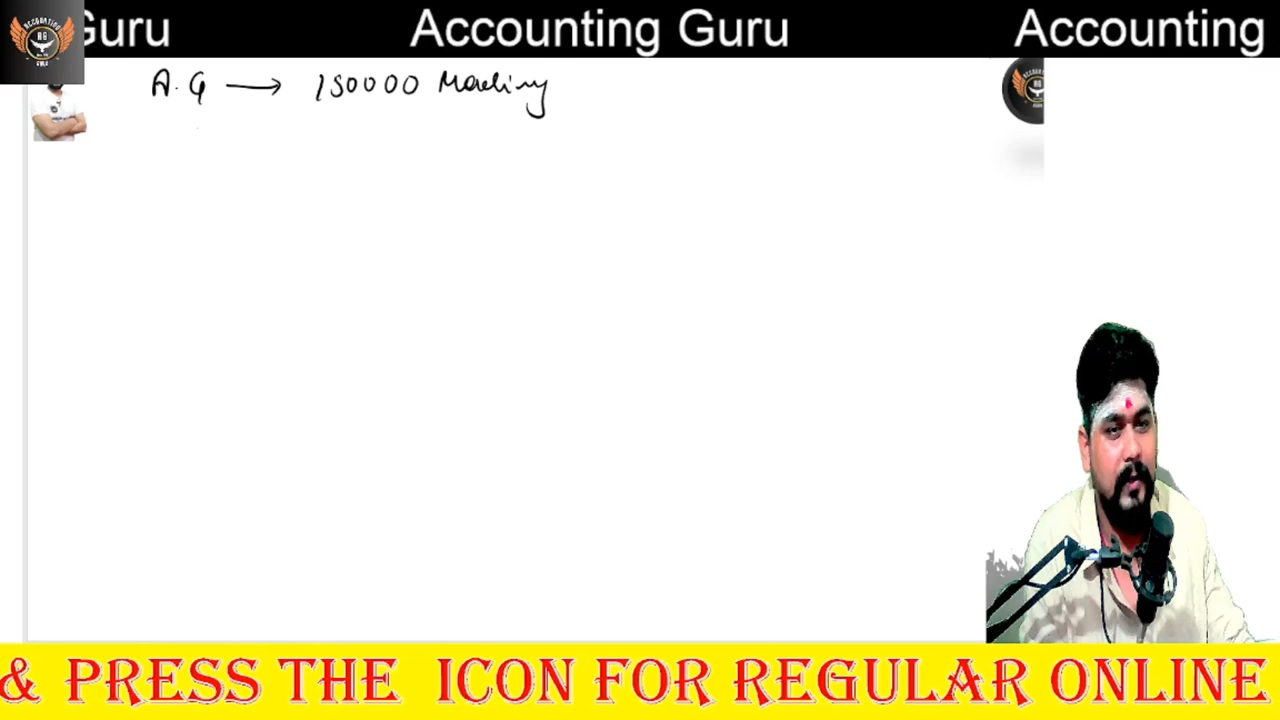 Guru Accounting Guru Accounting
A.G → 150000 Machinery
& PRESS THE ICON FOR REGULAR ONLINE